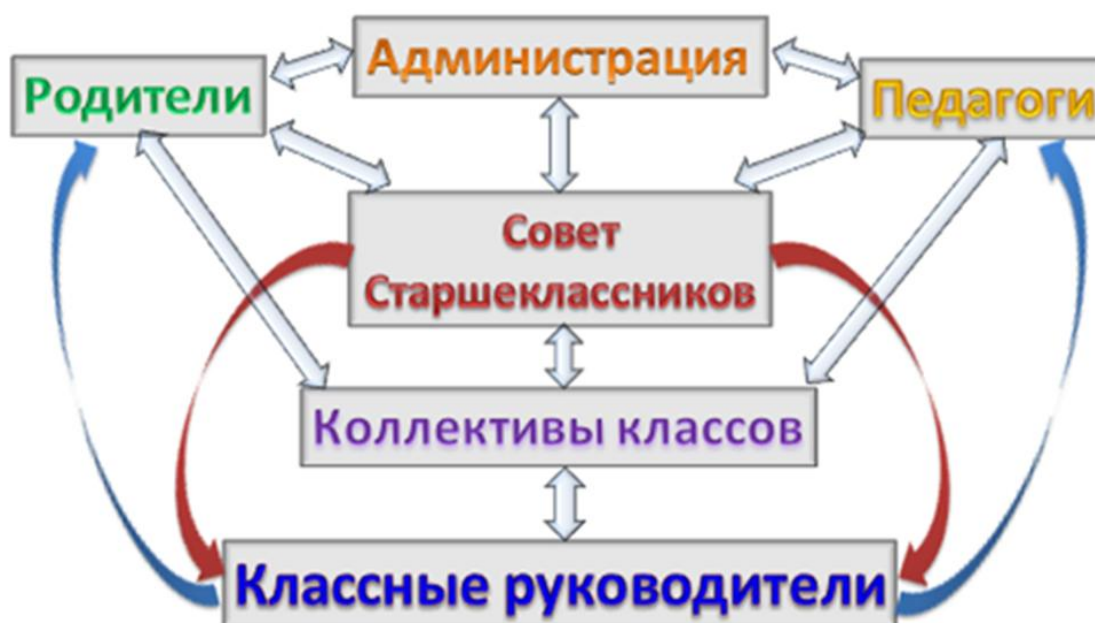 Администрация
Родители
Педагоги
Совет
Старшеклассников
Коллективы классов
Классные руководители